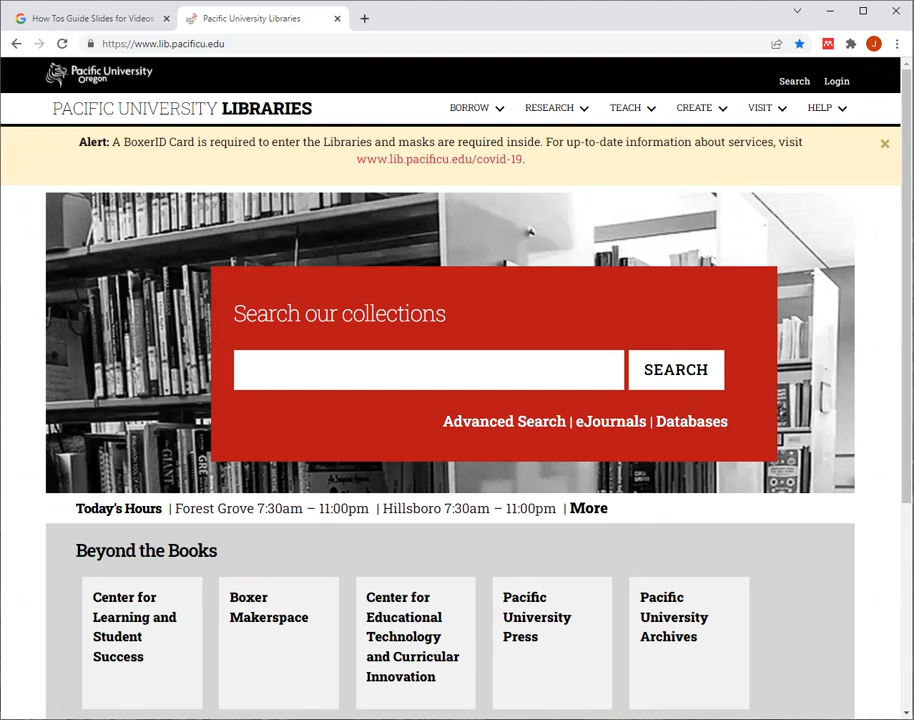 How Tos Guide Slides for Videos
Pacific University Libraries
https://www.lib.pacificu.edu
J
Pacific University
Oregon
Search Login
PACIFIC UNIVERSITY LIBRARIES
BORROW RESEARCH TEACH CREATE VISIT HELP
Alert: A BoxerID Card is required to enter the Libraries and masks are required inside. For up-to-date information about services, visit
www.lib.pacificu.edu/covid-19.
Search our collections
SEARCH
Advanced Search | eJournals | Databases
GIANT
GRE
Today's Hours | Forest Grove 7:30am – 11:00pm | Hillsboro 7:30am – 11:00pm | More
Beyond the Books
Center for
Learning and
Student
Success
Boxer
Makerspace
Center for
Educational
Technology
and Curricular
Innovation
Pacific
University
Press
Pacific
University
Archives